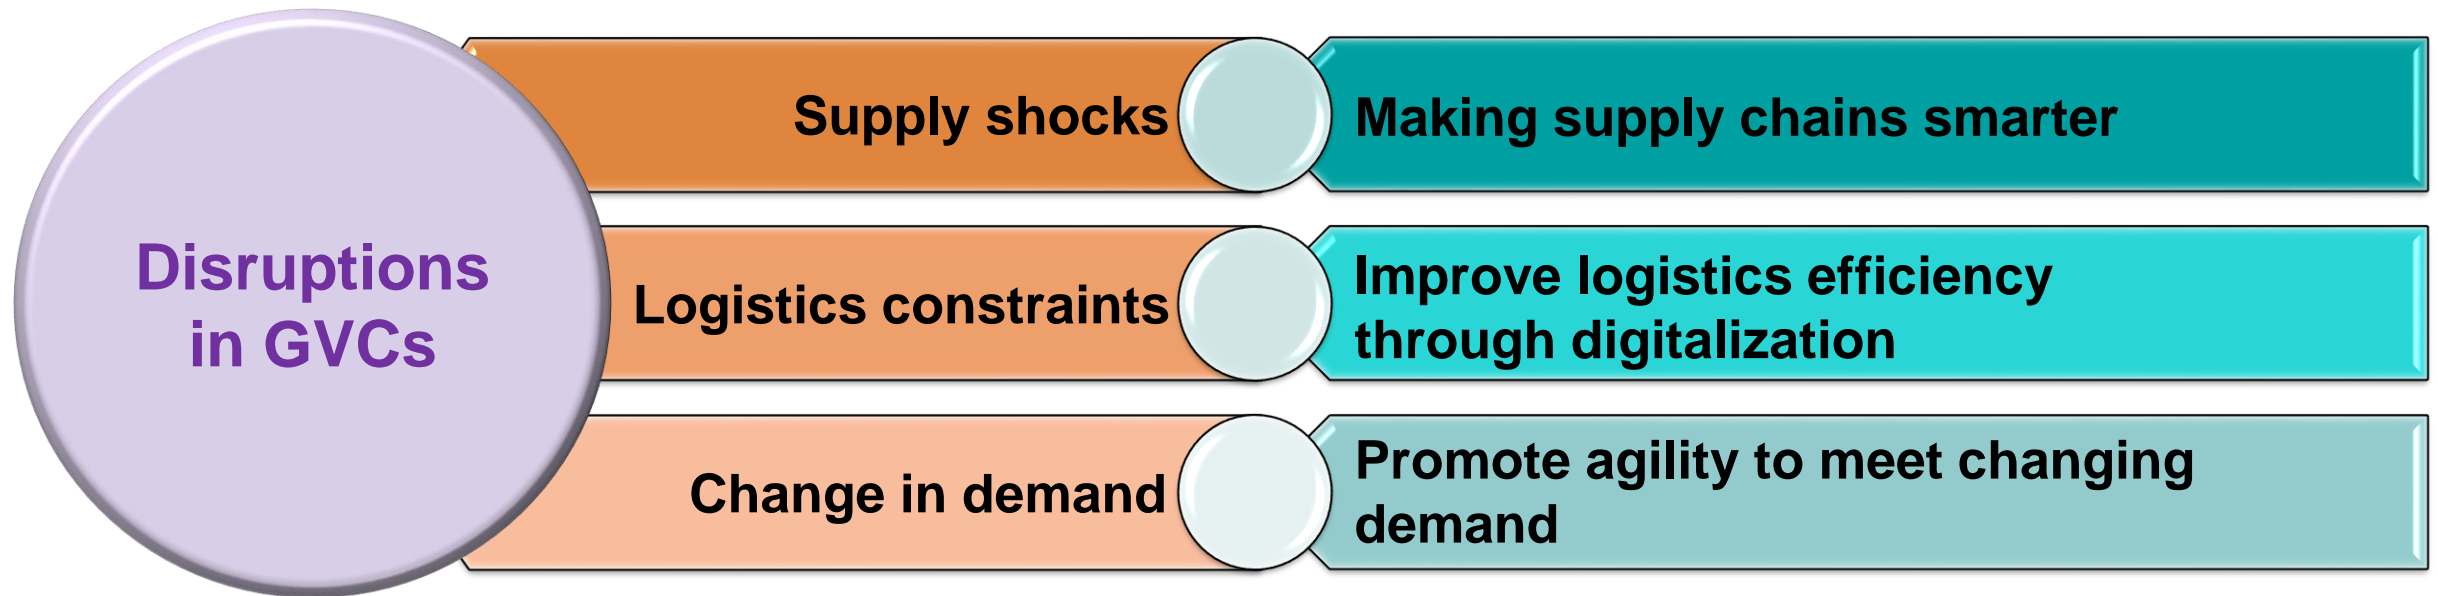 Disruptions
in GVCs
Supply shocks
Making supply chains smarter
Logistics constraints
Improve logistics efficiency
through digitalization
Change in demand
Promote agility to meet changing
demand